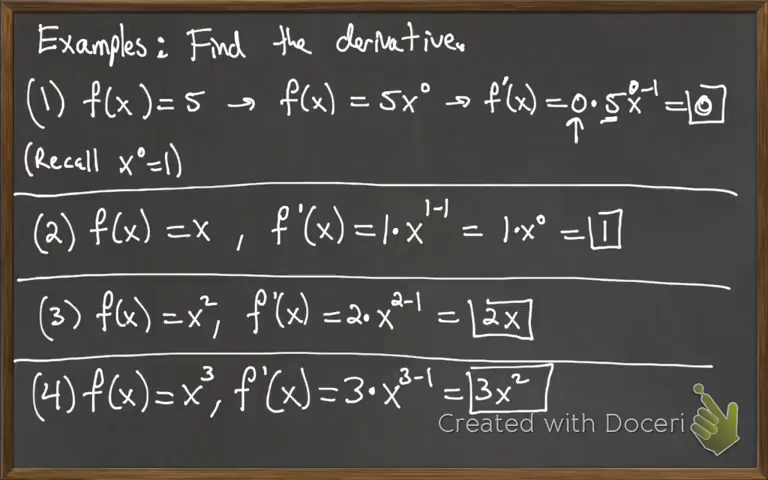 Examples: Find the derivative.
(1) f(x) = 5 → f(x) = 5x⁰ → f'(x) = 0·5x⁰⁻¹ = 0
(Recall x⁰=1)
(2) f(x) = x, f'(x) = 1·x¹⁻¹ = 1·x⁰ = 1
(3) f(x) = x², f'(x) = 2·x²⁻¹ = 2x
(4) f(x) = x³, f'(x) = 3·x³⁻¹ = 3x²
Created with Doceri